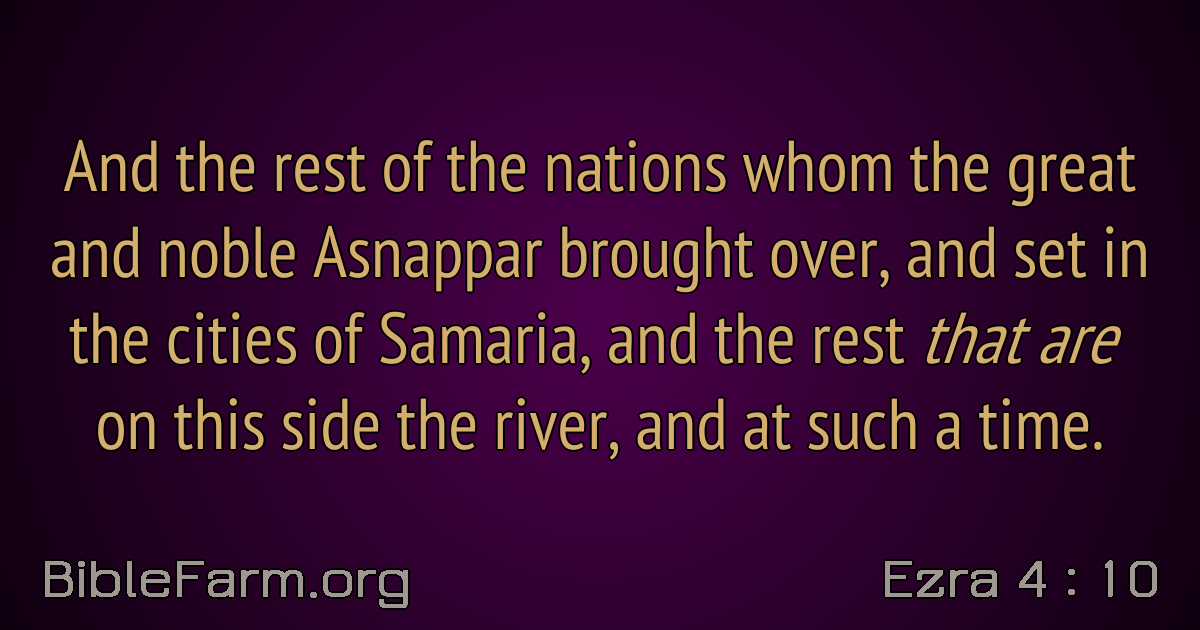 And the rest of the nations whom the great
and noble Asnappar brought over, and set in
the cities of Samaria, and the rest that are
on this side the river, and at such a time.
BibleFarm.org
Ezra 4 : 10